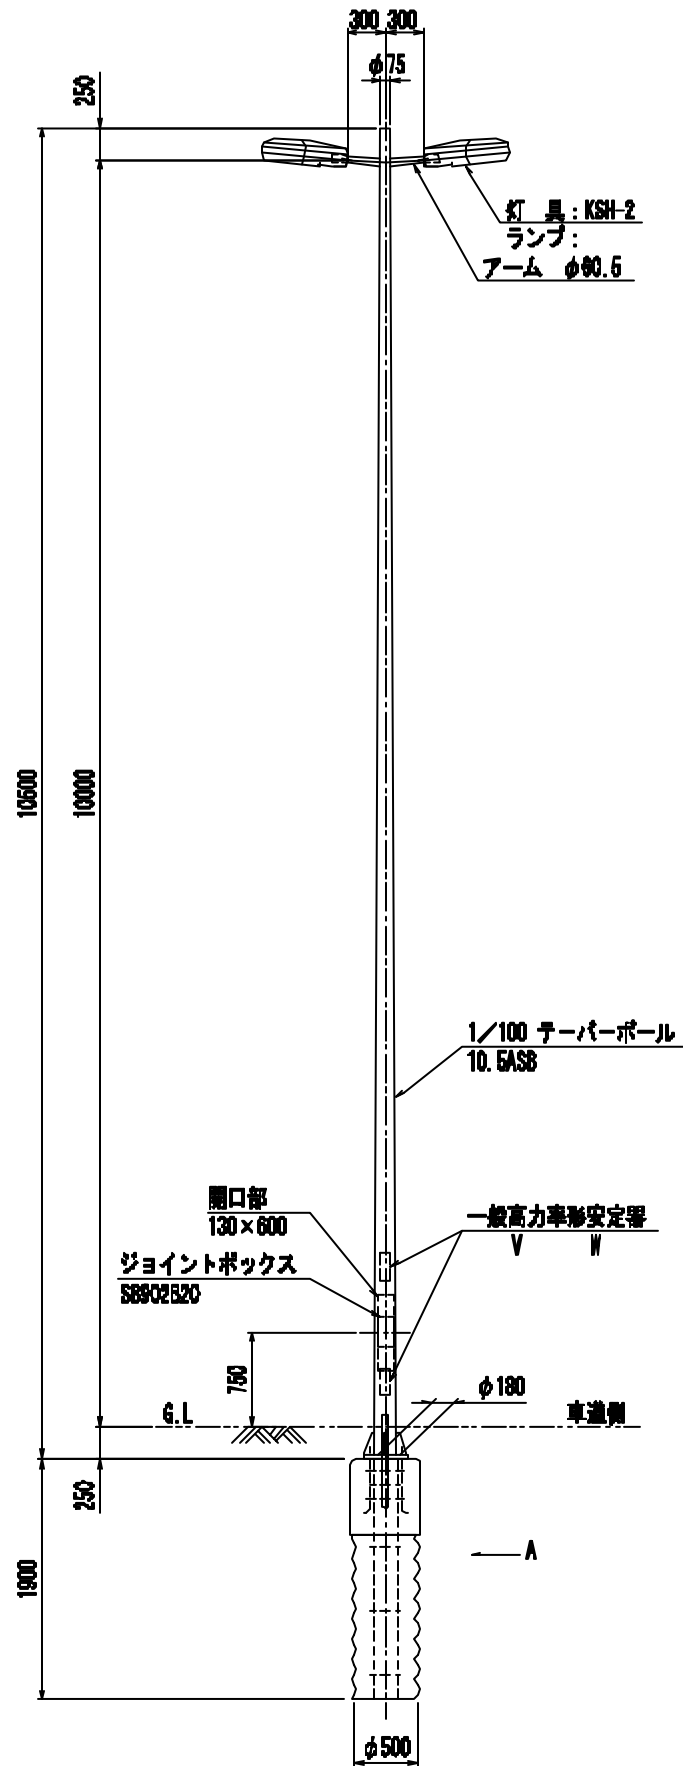 300 300
φ75
250
灯 具:KSH-2
ランプ:
アーム φ60.5
10500
10000
1/100 テーパーポール
10.5ASB
開口部
130×600
一般高力率形安定器
V W
ジョイントボックス
SB902B20
750
φ180
G.L
車道側
250
A
1900
φ500